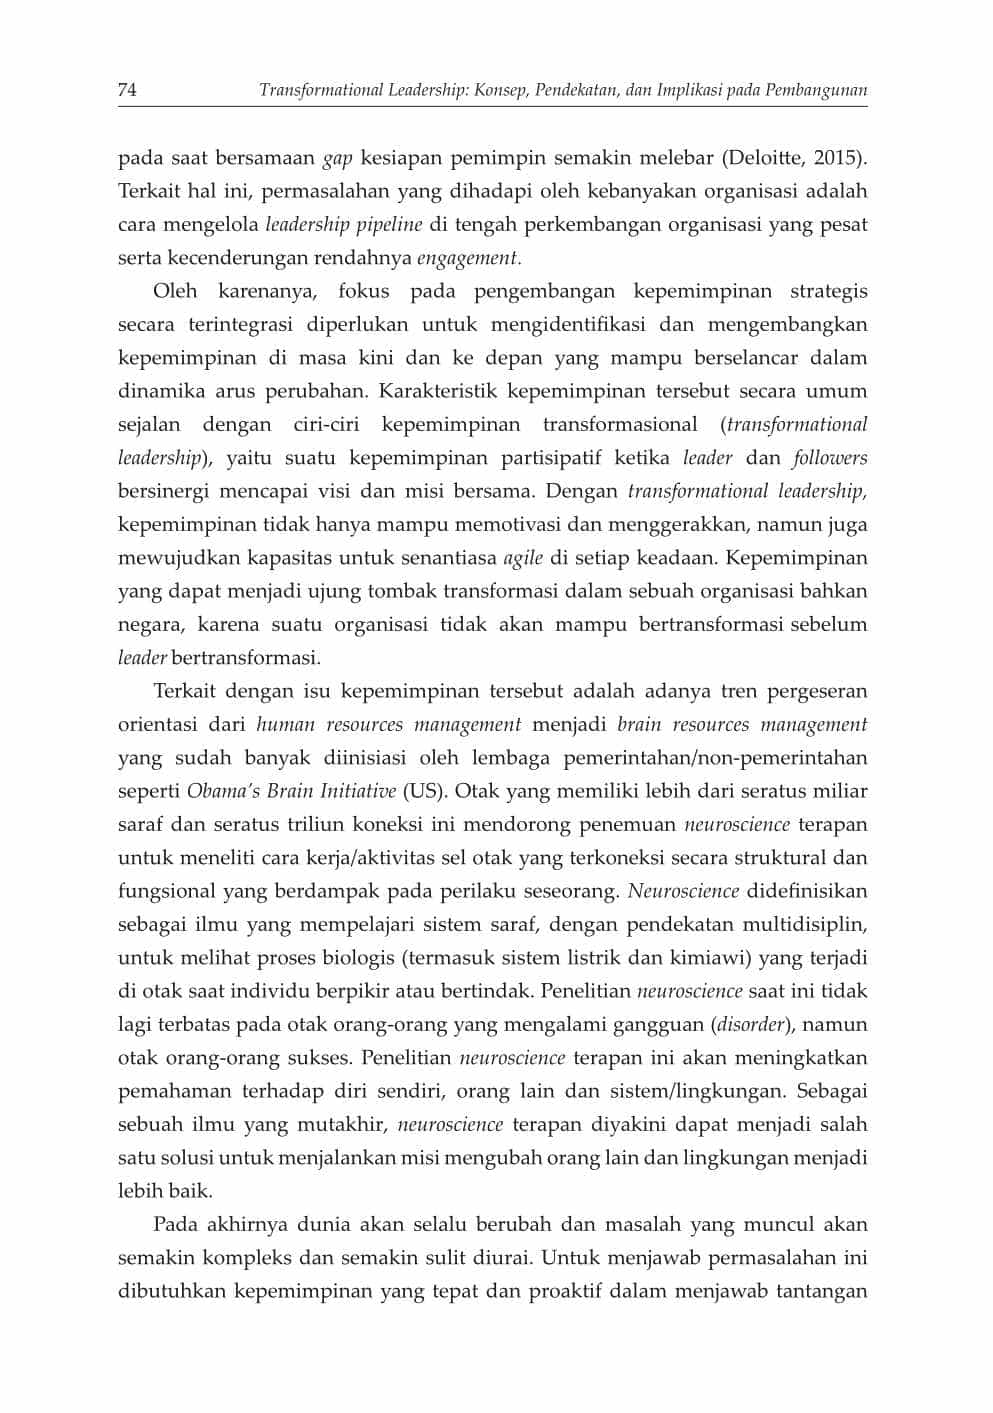 74 Transformational Leadership: Konsep, Pendekatan, dan Implikasi pada Pembangunan
pada saat bersamaan gap kesiapan pemimpin semakin melebar (Deloitte, 2015).
Terkait hal ini, permasalahan yang dihadapi oleh kebanyakan organisasi adalah
cara mengelola leadership pipeline di tengah perkembangan organisasi yang pesat
serta kecenderungan rendahnya engagement.
Oleh karenanya, fokus pada pengembangan kepemimpinan strategis
secara terintegrasi diperlukan untuk mengidentifikasi dan mengembangkan
kepemimpinan di masa kini dan ke depan yang mampu berselancar dalam
dinamika arus perubahan. Karakteristik kepemimpinan tersebut secara umum
sejalan dengan ciri-ciri kepemimpinan transformasional (transformational
leadership), yaitu suatu kepemimpinan partisipatif ketika leader dan followers
bersinergi mencapai visi dan misi bersama. Dengan transformational leadership,
kepemimpinan tidak hanya mampu memotivasi dan menggerakkan, namun juga
mewujudkan kapasitas untuk senantiasa agile di setiap keadaan. Kepemimpinan
yang dapat menjadi ujung tombak transformasi dalam sebuah organisasi bahkan
negara, karena suatu organisasi tidak akan mampu bertransformasi sebelum
leader bertransformasi.
Terkait dengan isu kepemimpinan tersebut adalah adanya tren pergeseran
orientasi dari human resources management menjadi brain resources management
yang sudah banyak diinisiasi oleh lembaga pemerintahan/non-pemerintahan
seperti Obama's Brain Initiative (US). Otak yang memiliki lebih dari seratus miliar
saraf dan seratus triliun koneksi ini mendorong penemuan neuroscience terapan
untuk meneliti cara kerja/aktivitas sel otak yang terkoneksi secara struktural dan
fungsional yang berdampak pada perilaku seseorang. Neuroscience didefinisikan
sebagai ilmu yang mempelajari sistem saraf, dengan pendekatan multidisiplin,
untuk melihat proses biologis (termasuk sistem listrik dan kimiawi) yang terjadi
di otak saat individu berpikir atau bertindak. Penelitian neuroscience saat ini tidak
lagi terbatas pada otak orang-orang yang mengalami gangguan (disorder), namun
otak orang-orang sukses. Penelitian neuroscience terapan ini akan meningkatkan
pemahaman terhadap diri sendiri, orang lain dan sistem/lingkungan. Sebagai
sebuah ilmu yang mutakhir, neuroscience terapan diyakini dapat menjadi salah
satu solusi untuk menjalankan misi mengubah orang lain dan lingkungan menjadi
lebih baik.
Pada akhirnya dunia akan selalu berubah dan masalah yang muncul akan
semakin kompleks dan semakin sulit diurai. Untuk menjawab permasalahan ini
dibutuhkan kepemimpinan yang tepat dan proaktif dalam menjawab tantangan